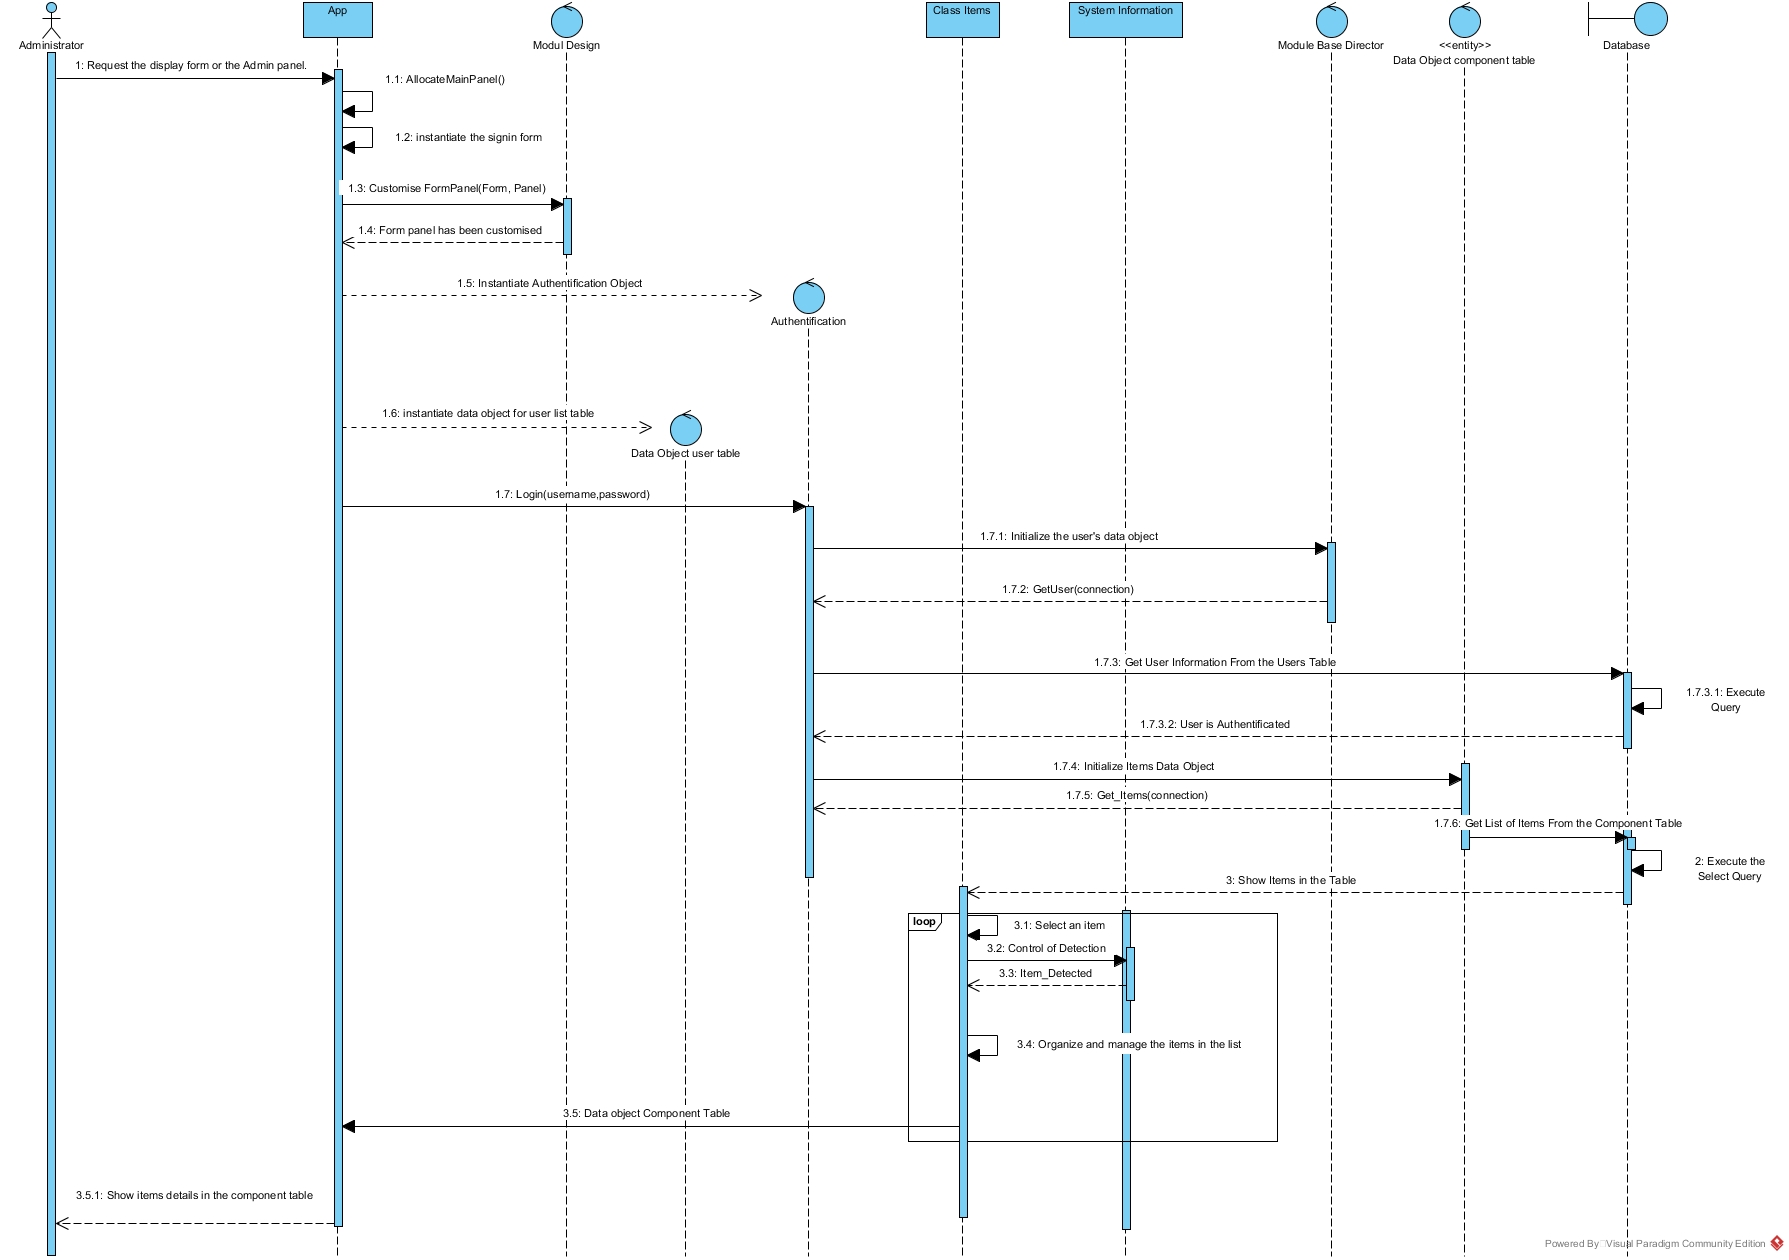 App
Class Items
System Information
Administrator
Modul Design
Module Base Director
<<entity>>
Data Object component table
Database
1: Request the display form or the Admin panel.
1.1: AllocateMainPanel()
1.2: instantiate the signin form
1.3: Customise FormPanel(Form, Panel)
1.4: Form panel has been customised
1.5: Instantiate Authentification Object
Authentification
1.6: instantiate data object for user list table
Data Object user table
1.7: Login(username,password)
1.7.1: Initialize the user's data object
1.7.2: GetUser(connection)
1.7.3: Get User Information From the Users Table
1.7.3.1: Execute
Query
1.7.3.2: User is Authentificated
1.7.4: Initialize Items Data Object
1.7.5: Get_Items(connection)
1.7.6: Get List of Items From the Component Table
2: Execute the
Select Query
3: Show Items in the Table
loop
3.1: Select an item
3.2: Control of Detection
3.3: Item_Detected
3.4: Organize and manage the items in the list
3.5: Data object Component Table
3.5.1: Show items details in the component table
Powered By Visual Paradigm Community Edition